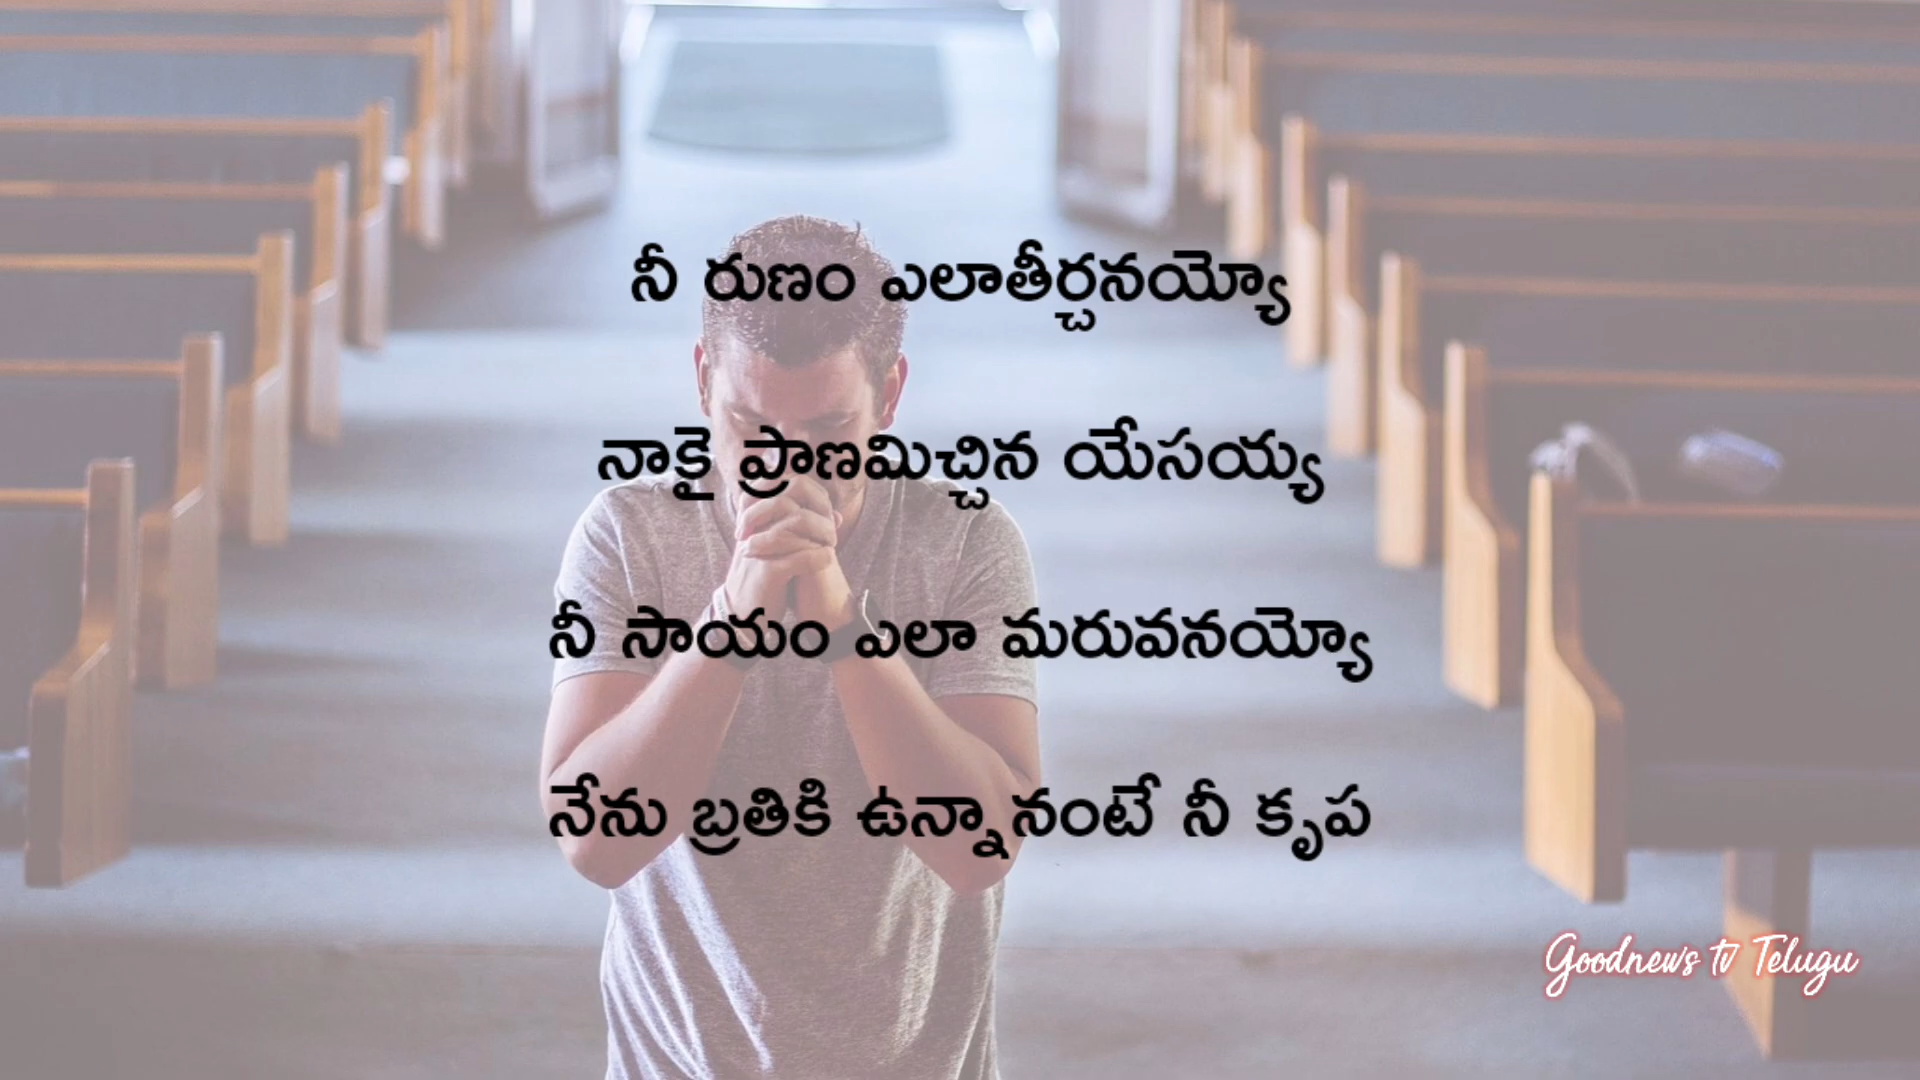 నీ రుణం ఎలాతీర్చనయ్యో
నాకై ప్రాణమిచ్చిన యేసయ్య
నీ సాయం ఎలా మరువనయ్యో
నేను బ్రతికి ఉన్నానంటే నీ కృప
Goodnews tv Telugu